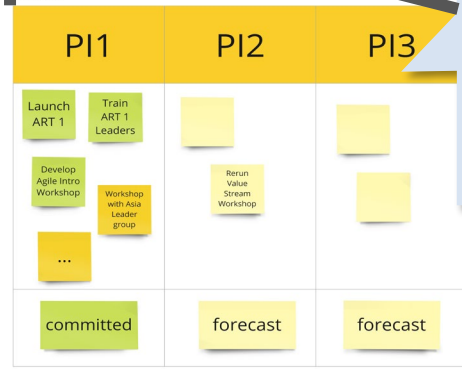 PI1
PI2
PI3
Launch
ART 1
Train
ART 1
Leaders
Develop
Agile Intro
Workshop
Workshop
with Asia
Leader
group
...
Rerun
Value
Stream
Workshop
committed
forecast
forecast